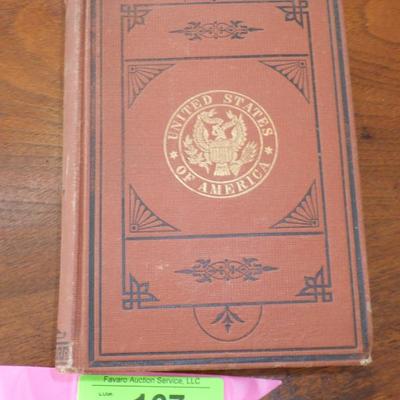 UNITED STATES
OF AMERICA
Favaro Auction Service, LLC